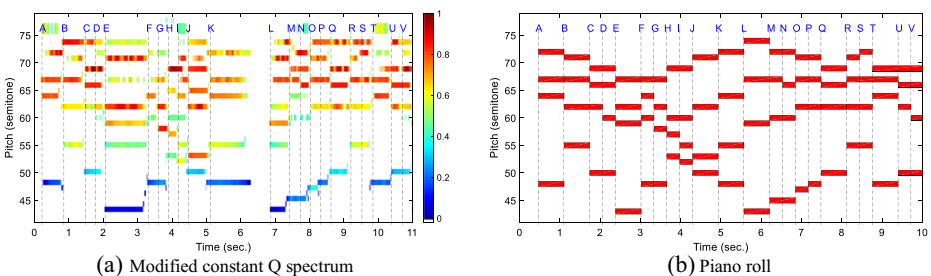 A B C D E F G H I J K L M N O P Q R S T U V
75
70
65
60
55
50
45
Pitch (semitone)
0 1 2 3 4 5 6 7 8 9 10 11
Time (sec.)
1
0.8
0.6
0.4
0.2
0
(a) Modified constant Q spectrum
A B C D E F G H I J K L M N O P Q R S T U V
75
70
65
60
55
50
45
Pitch (semitone)
0 1 2 3 4 5 6 7 8 9 10
Time (sec.)
(b) Piano roll